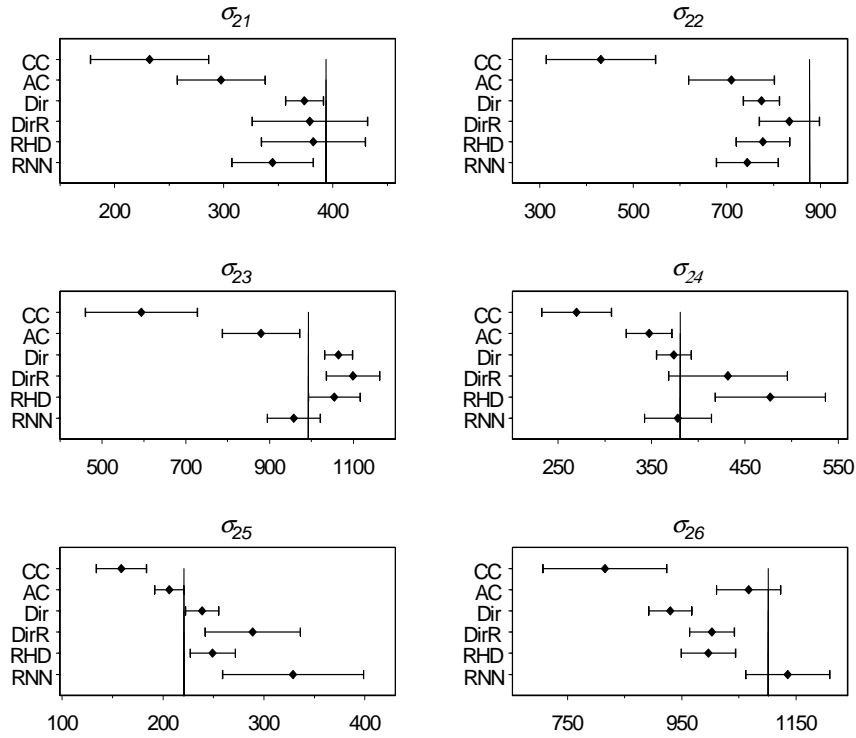 σ21
CC
AC
Dir
DirR
RHD
RNN
200 300 400
σ22
CC
AC
Dir
DirR
RHD
RNN
300 500 700 900
σ23
CC
AC
Dir
DirR
RHD
RNN
500 700 900 1100
σ24
CC
AC
Dir
DirR
RHD
RNN
250 350 450 550
σ25
CC
AC
Dir
DirR
RHD
RNN
100 200 300 400
σ26
CC
AC
Dir
DirR
RHD
RNN
750 950 1150